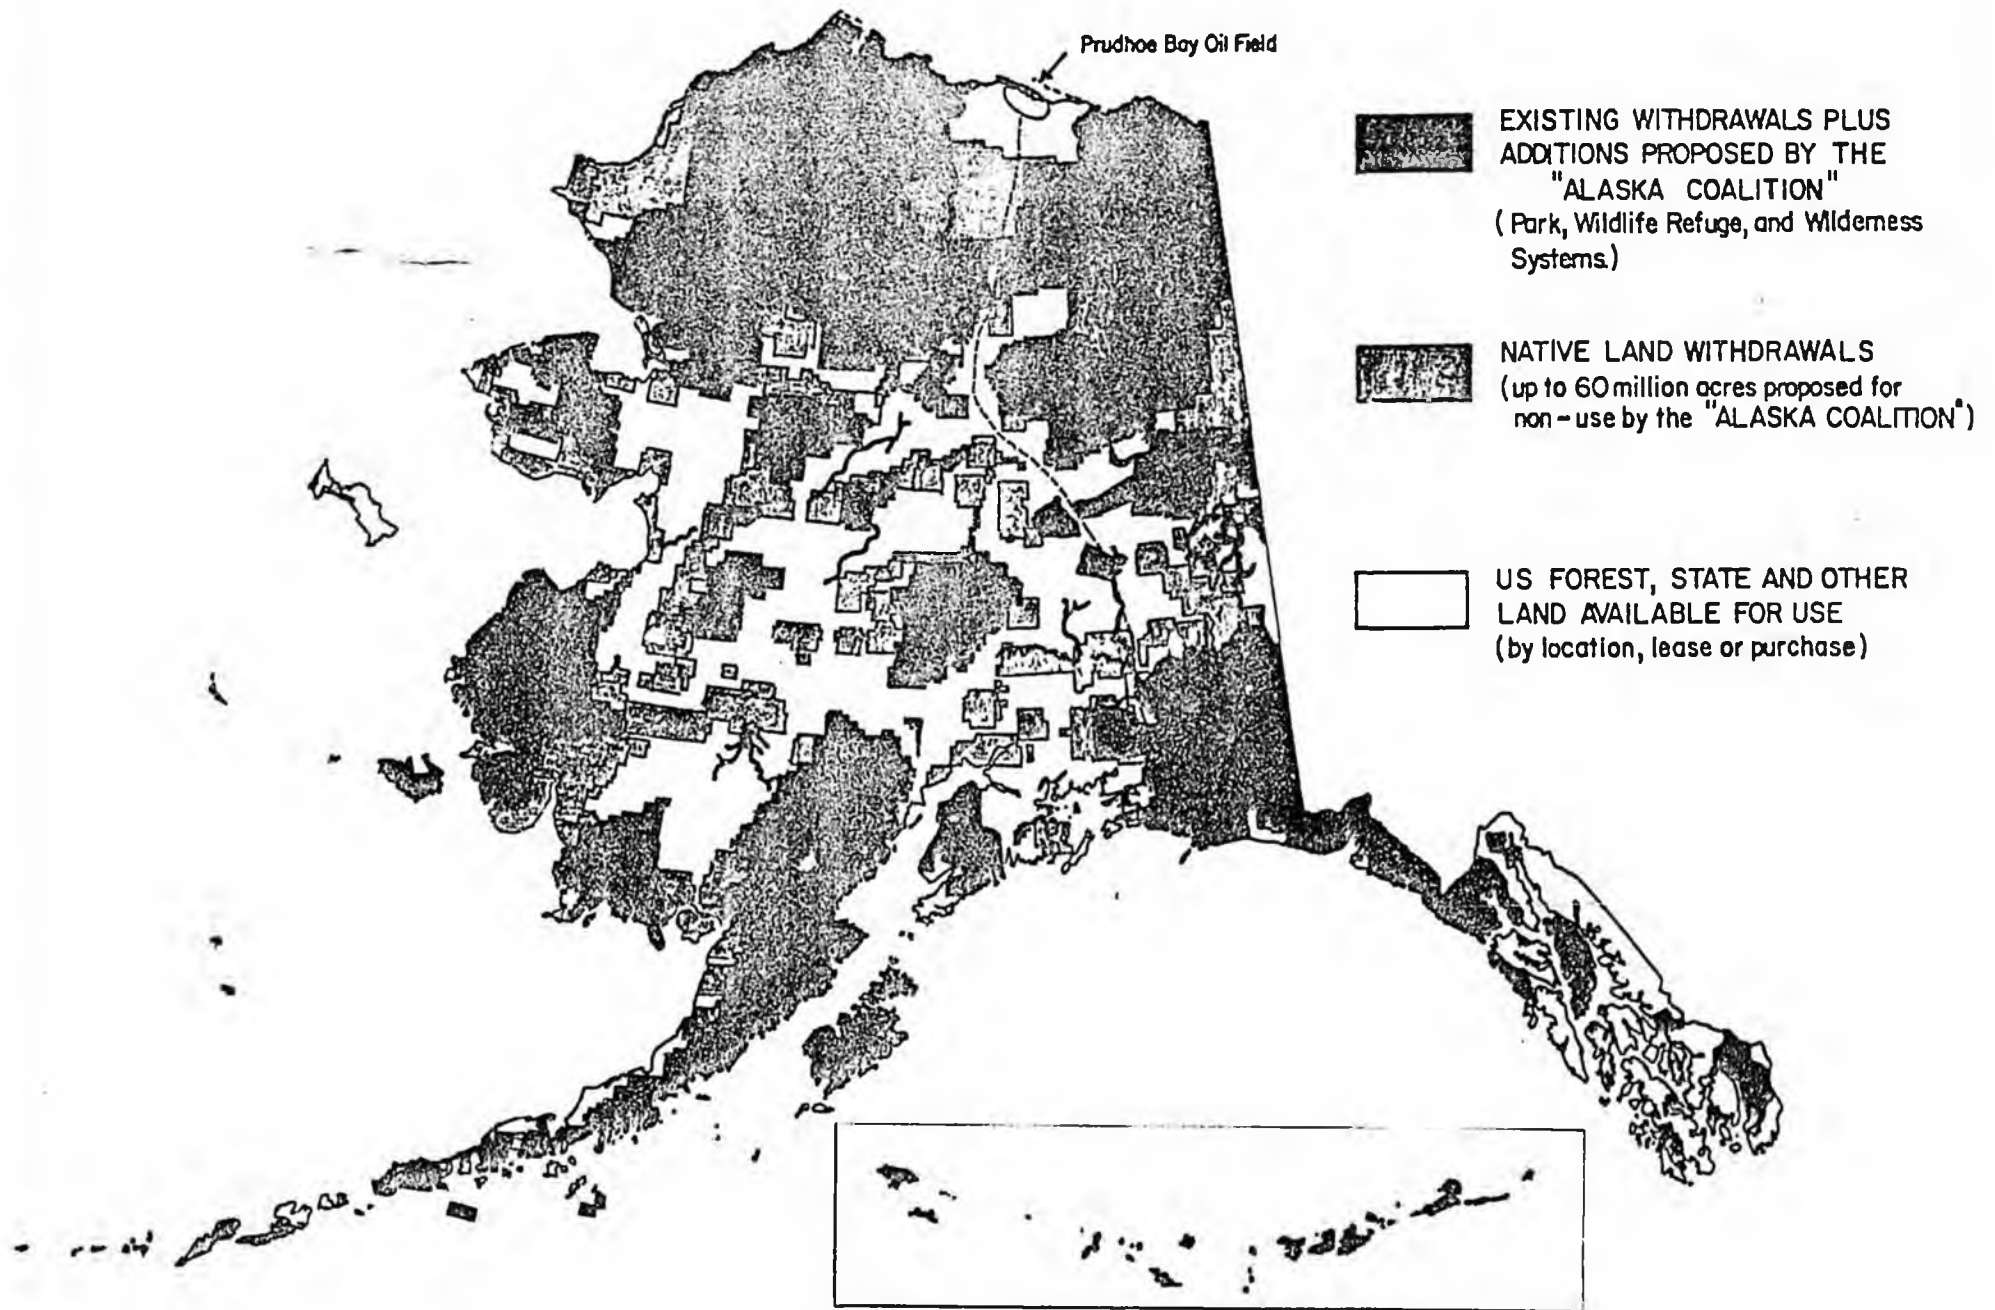 Prudhoe Bay Oil Field
EXISTING WITHDRAWALS PLUS
ADDITIONS PROPOSED BY THE
"ALASKA COALITION"
(Park, Wildlife Refuge, and Wilderness
Systems.)
NATIVE LAND WITHDRAWALS
(up to 60 million acres proposed for
non-use by the "ALASKA COALITION")
US FOREST, STATE AND OTHER
LAND AVAILABLE FOR USE
(by location, lease or purchase)